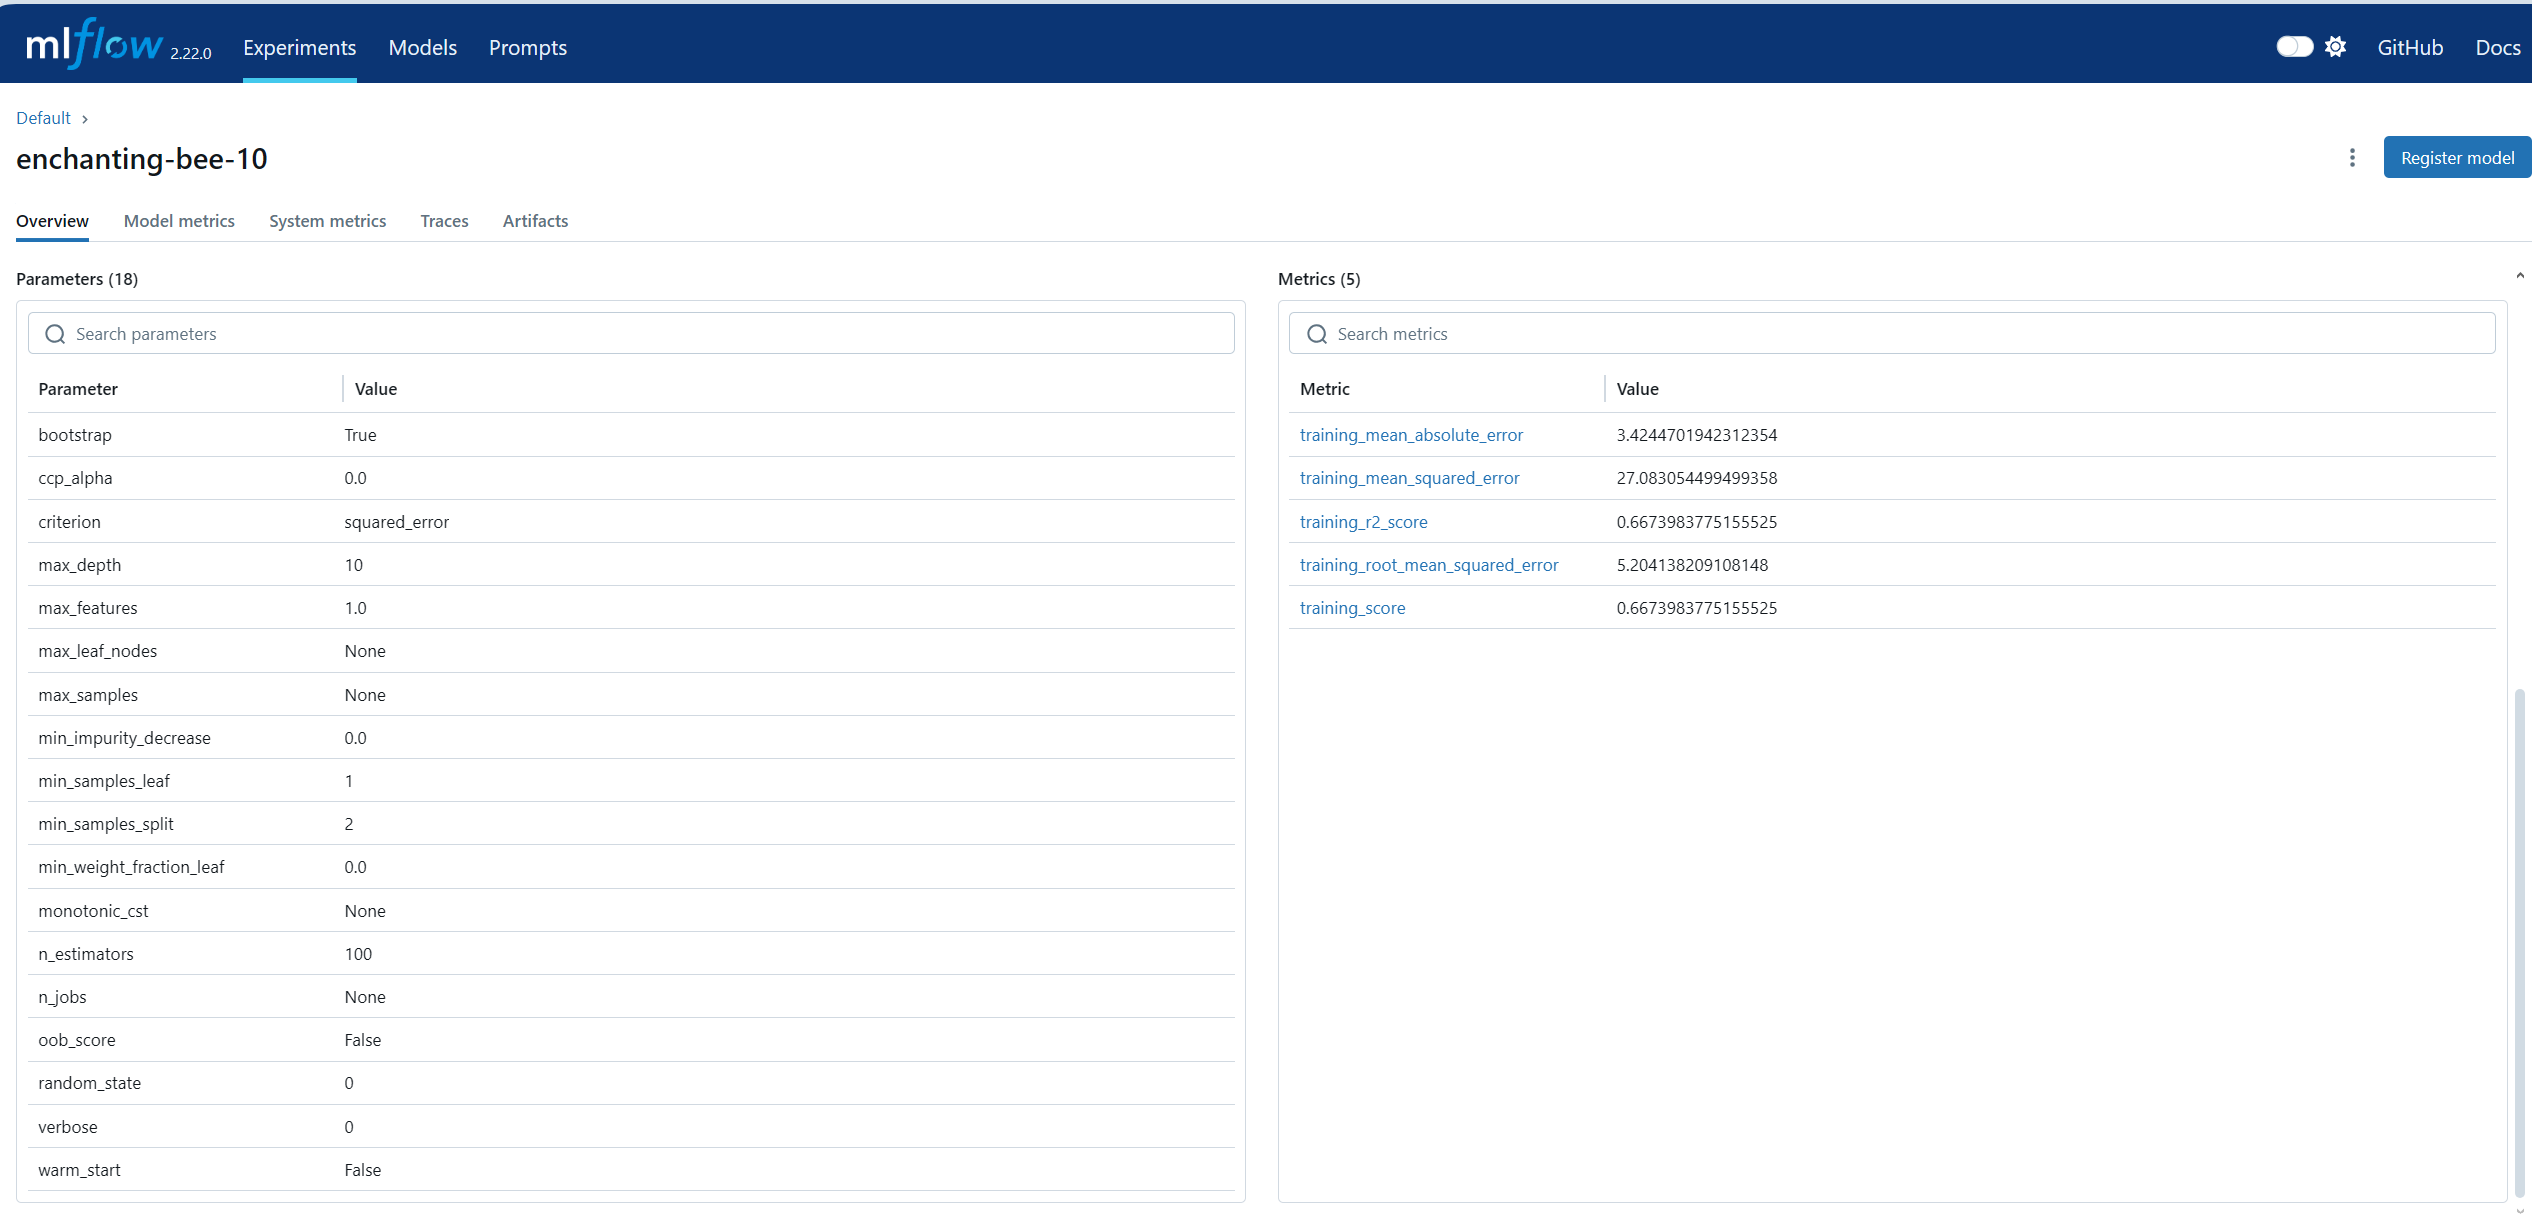 mlflow 2.22.0 Experiments Models Prompts GitHub Docs
Default
enchanting-bee-10
Register model
Overview Model metrics System metrics Traces Artifacts
Parameters (18)
Search parameters
Parameter Value
bootstrap True
ccp_alpha 0.0
criterion squared_error
max_depth 10
max_features 1.0
max_leaf_nodes None
max_samples None
min_impurity_decrease 0.0
min_samples_leaf 1
min_samples_split 2
min_weight_fraction_leaf 0.0
monotonic_cst None
n_estimators 100
n_jobs None
oob_score False
random_state 0
verbose 0
warm_start False
Metrics (5)
Search metrics
Metric Value
training_mean_absolute_error 3.4244701942312354
training_mean_squared_error 27.083054499499358
training_r2_score 0.6673983775155525
training_root_mean_squared_error 5.204138209108148
training_score 0.6673983775155525